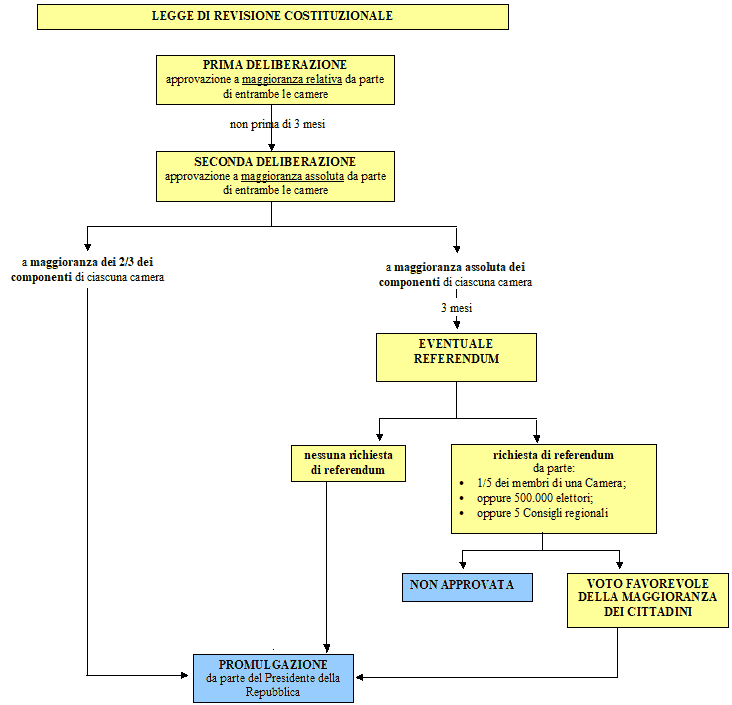 LEGGE DI REVISIONE COSTITUZIONALE
PRIMA DELIBERAZIONE
approvazione a maggioranza relativa da parte
di entrambe le camere
non prima di 3 mesi
SECONDA DELIBERAZIONE
approvazione a maggioranza assoluta da parte
di entrambe le camere
a maggioranza dei 2/3 dei
componenti di ciascuna camera
a maggioranza assoluta dei
componenti di ciascuna camera
3 mesi
EVENTUALE
REFERENDUM
nessuna richiesta
di referendum
richiesta di referendum
da parte:
• 1/5 dei membri di una Camera;
• oppure 500.000 elettori;
• oppure 5 Consigli regionali
NON APPROVATA
VOTO FAVOREVOLE
DELLA MAGGIORANZA
DEI CITTADINI
PROMULGAZIONE
da parte del Presidente della
Repubblica